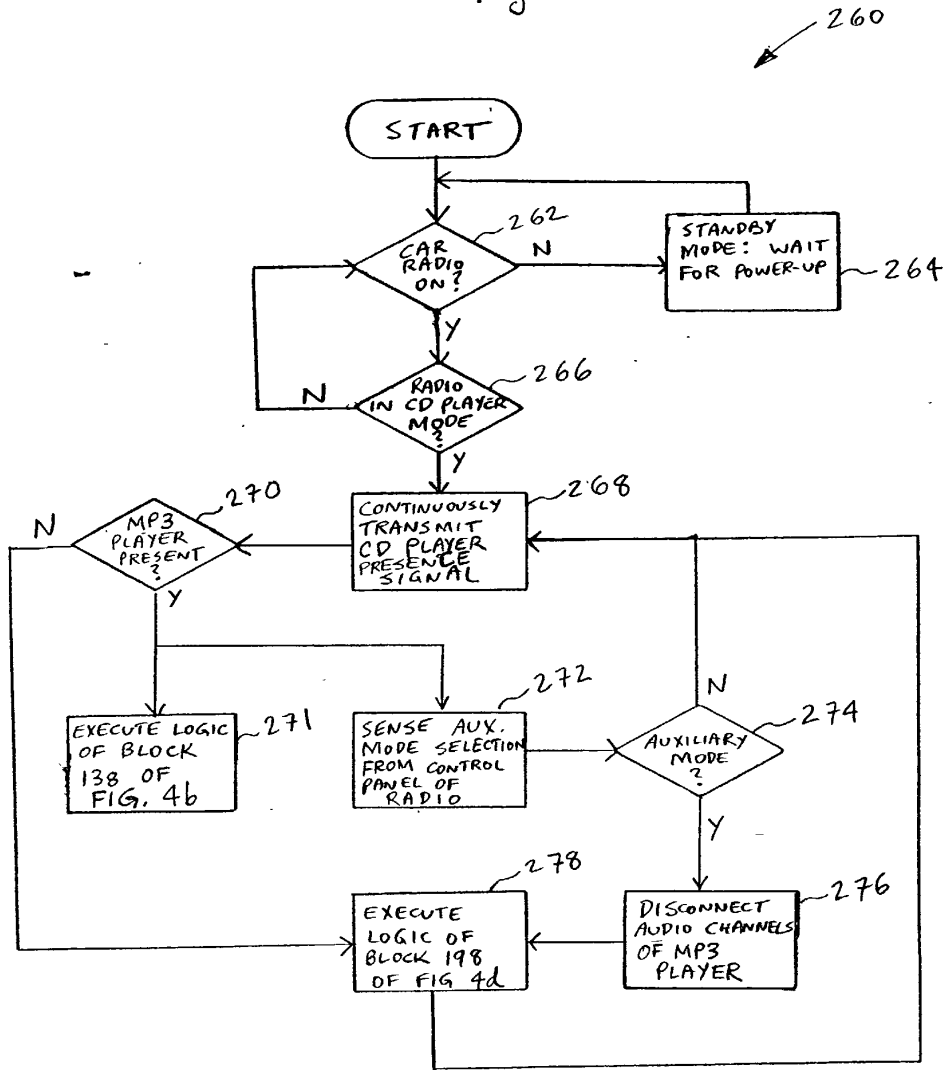 260
START
262
CAR
RADIO
ON?
N
STANDBY
MODE: WAIT
FOR POWER-UP
264
Y
266
RADIO
IN CD PLAYER
MODE
?
N
Y
268
CONTINUOUSLY
TRANSMIT
CD PLAYER
PRESENCE
SIGNAL
270
N
MP3
PLAYER
PRESENT
?
Y
271
EXECUTE LOGIC
OF BLOCK
138 OF
FIG. 4b
272
SENSE AUX.
MODE SELECTION
FROM CONTROL
PANEL OF
RADIO
N
274
AUXILIARY
MODE
?
Y
278
EXECUTE
LOGIC OF
BLOCK 198
OF FIG 4d
276
DISCONNECT
AUDIO CHANNELS
OF MP3
PLAYER